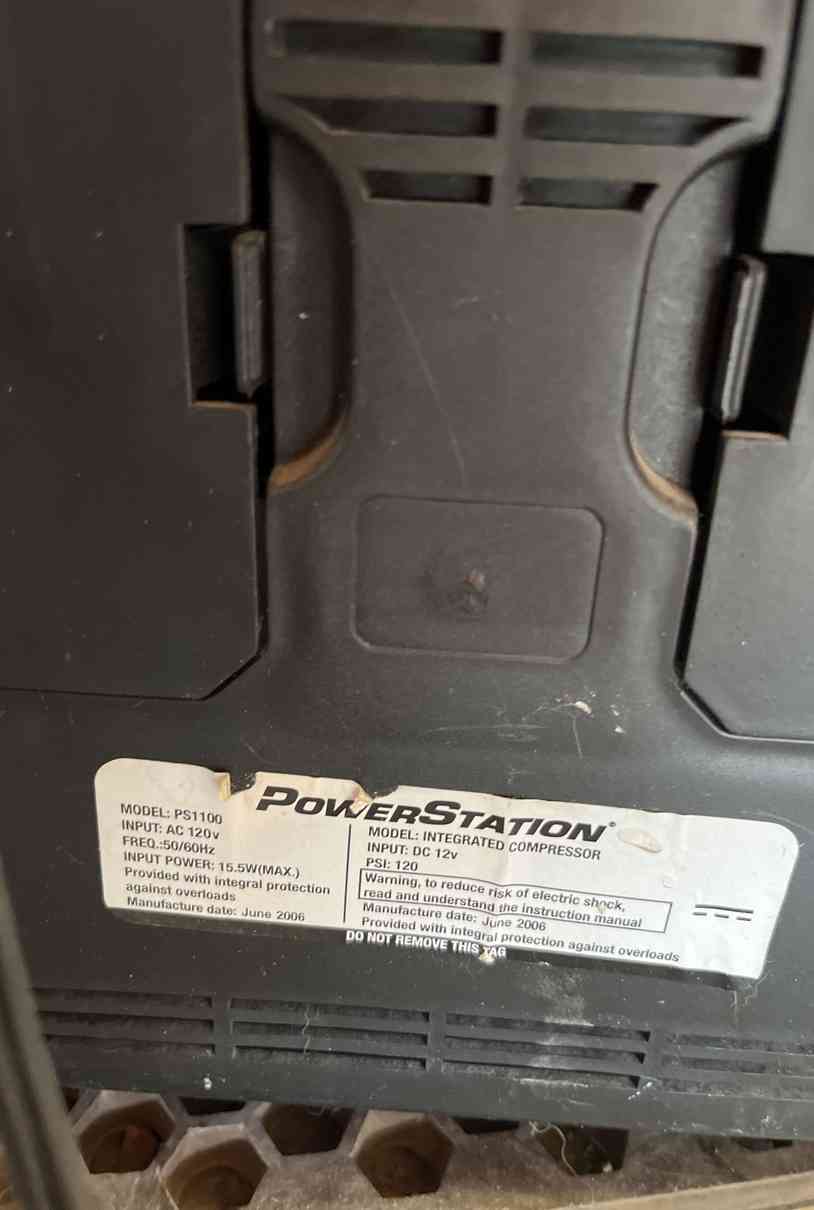 POWERSTATION
MODEL: PS1100
INPUT: AC 120v
FREQ.:50/60Hz
INPUT POWER; 15.5W(MAX.)
Provided with integral protection
against overloads
Manufacture date: June 2006
MODEL: INTEGRATED COMPRESSOR
INPUT: DC 12v
PSI: 120
Warning, to reduce risk of electric shock,
read and understand the instruction manual
Manufacture date: June 2006
Provided with integral protection against overloads
DO NOT REMOVE THIS TAG